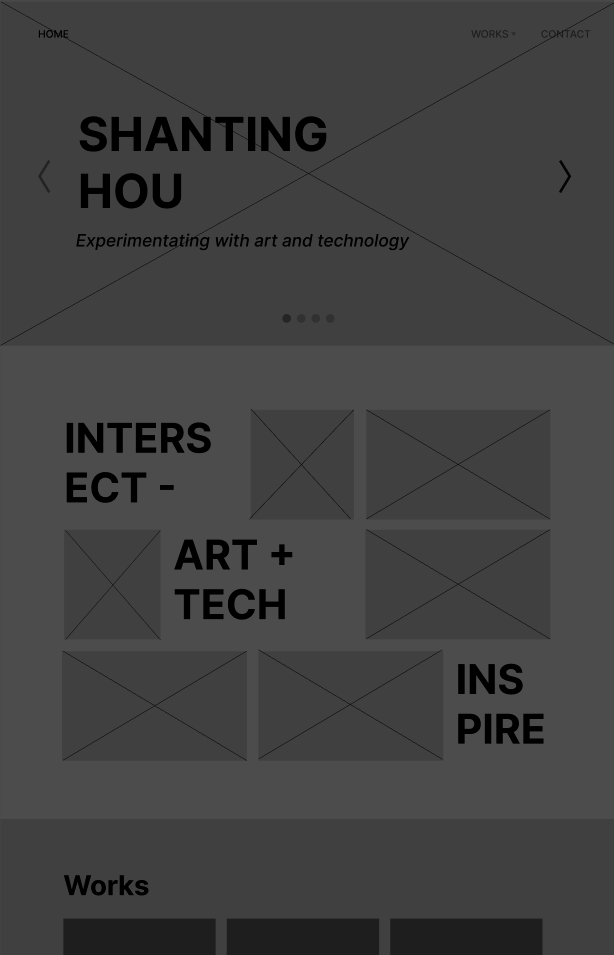 HOME
WORKS
CONTACT
SHANTING
HOU
Experimentating with art and technology
INTERS
ECT -
ART +
TECH
INS
PIRE
Works